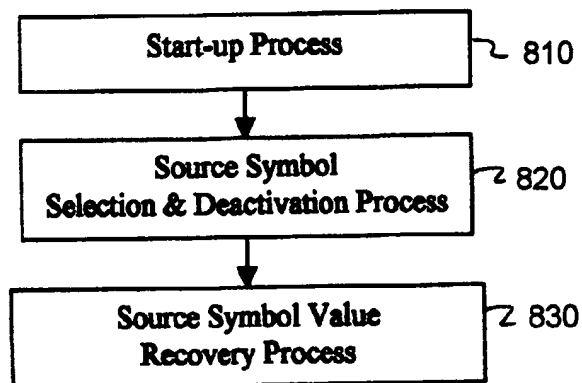 Start-up Process
810
Source Symbol
Selection & Deactivation Process
820
Source Symbol Value
Recovery Process
830